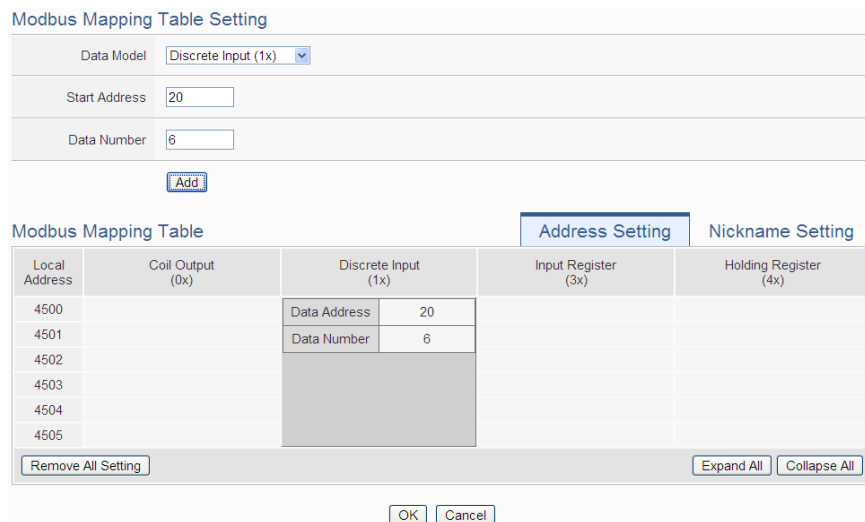 Modbus Mapping Table Setting
Data Model Discrete Input (1x)
Start Address 20
Data Number 6
Add
Modbus Mapping Table Address Setting Nickname Setting
Local Address Coil Output (0x) Discrete Input (1x) Input Register (3x) Holding Register (4x)
4500 Data Address 20
4501 Data Number 6
4502
4503
4504
4505
Remove All Setting Expand All Collapse All
OK Cancel